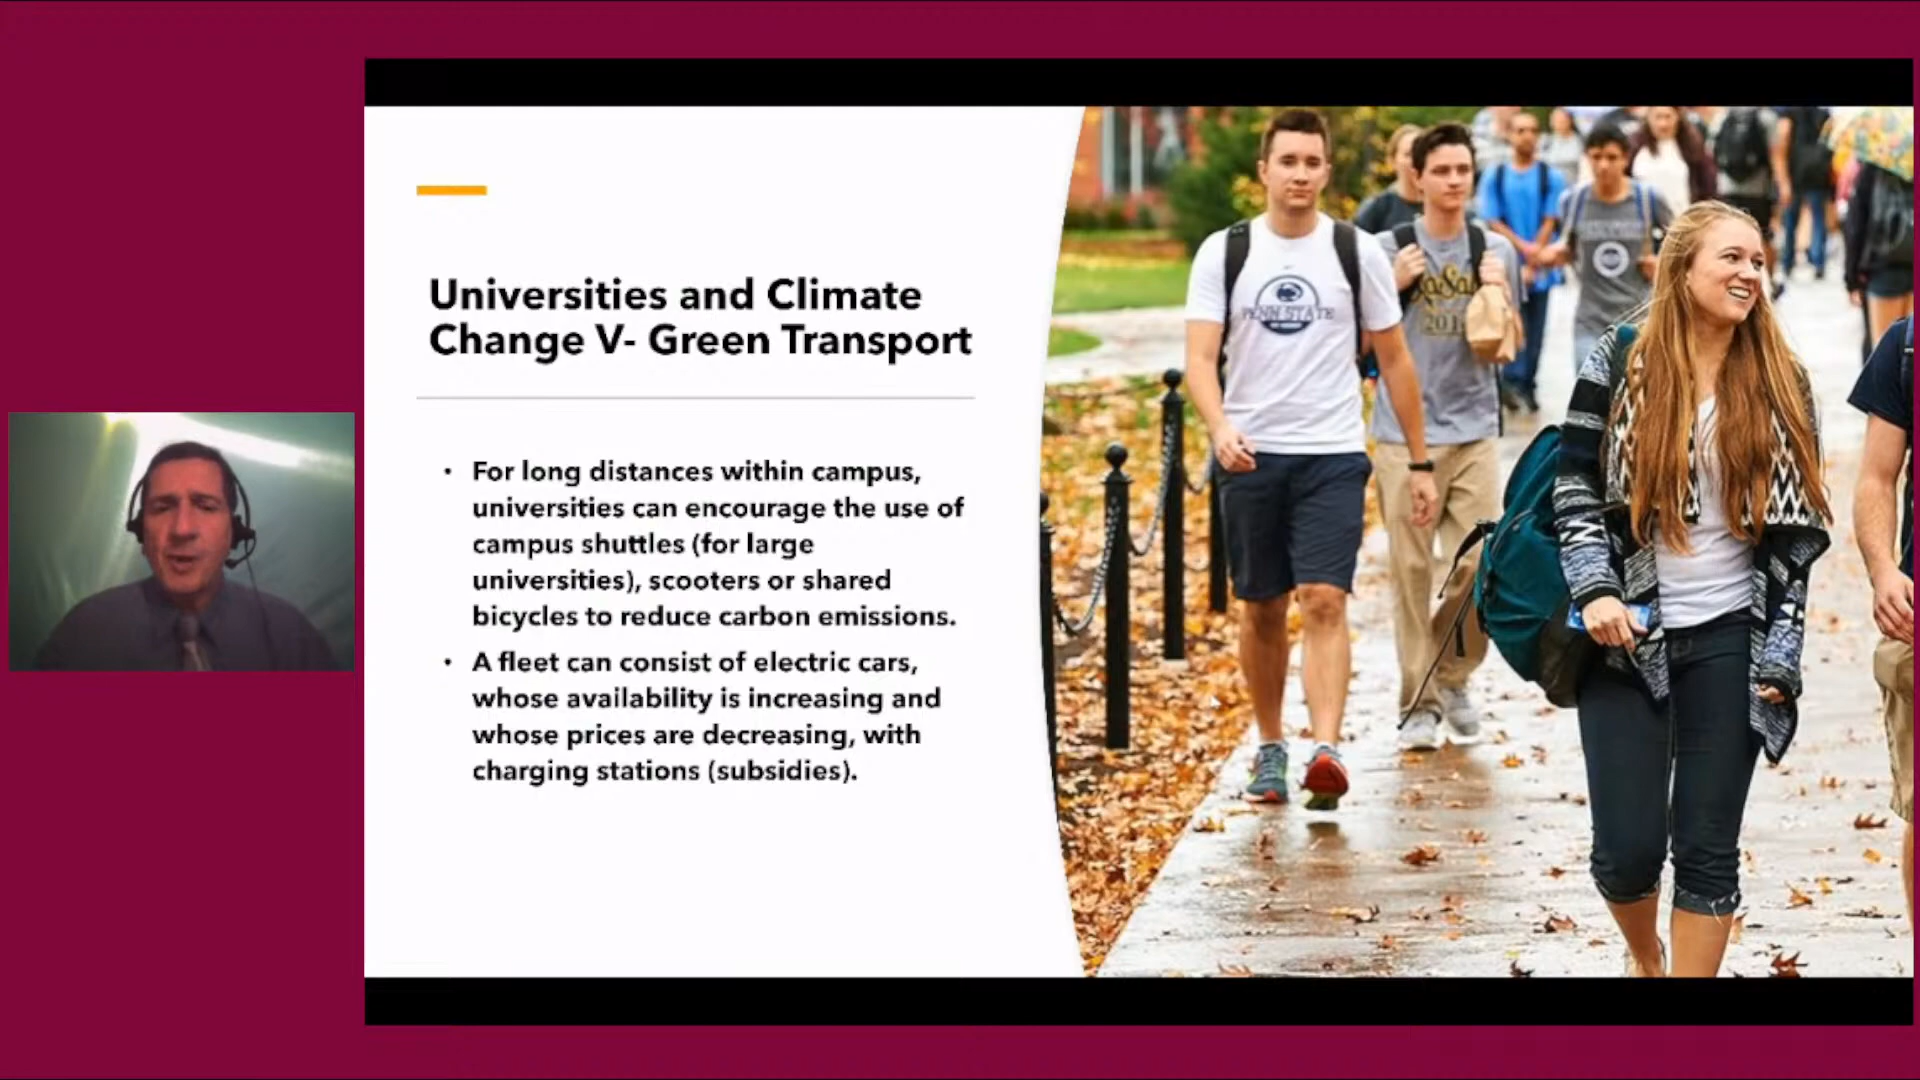 Universities and Climate
Change V- Green Transport
• For long distances within campus,
universities can encourage the use of
campus shuttles (for large
universities), scooters or shared
bicycles to reduce carbon emissions.
• A fleet can consist of electric cars,
whose availability is increasing and
whose prices are decreasing, with
charging stations (subsidies).
PENN STATE